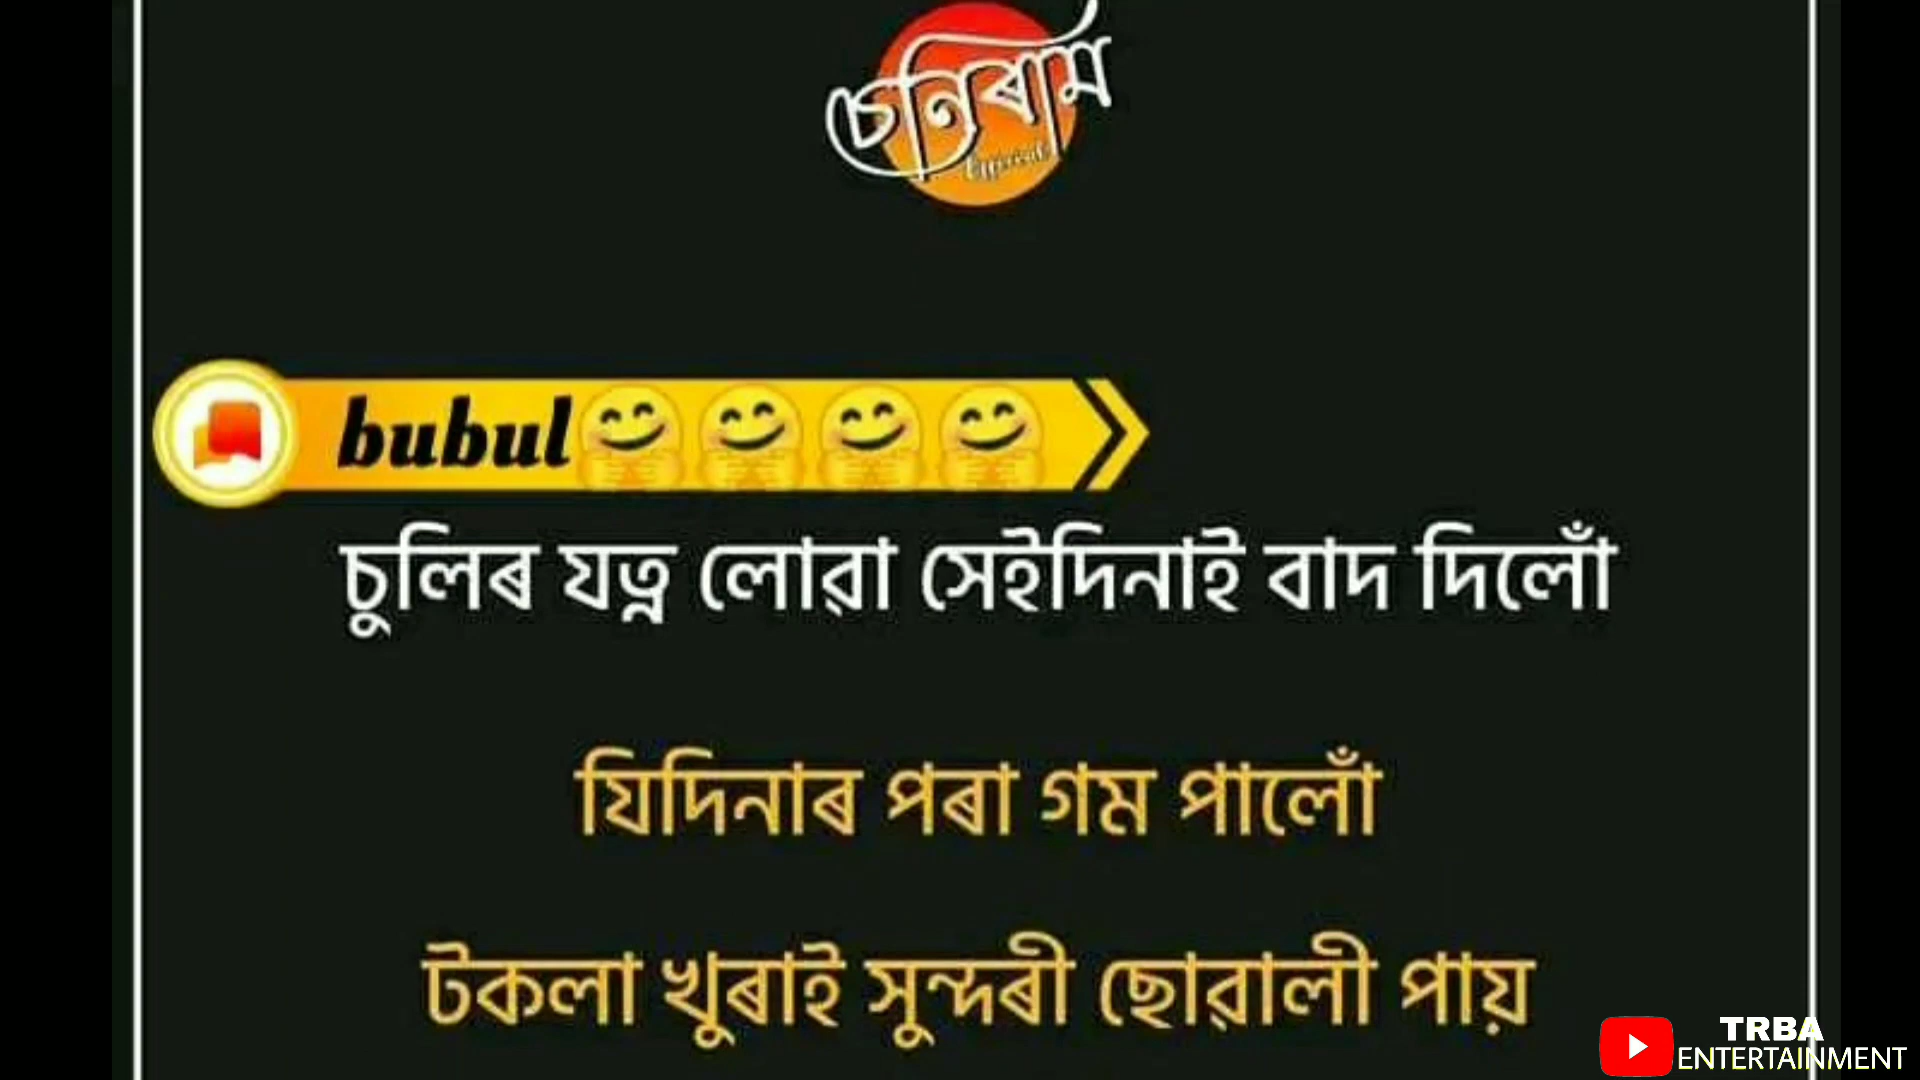 চেনিৰাম
bubul🤗🤗🤗🤗
চুলিৰ যত্ন লোৱা সেইদিনাই বাদ দিলোঁ
যিদিনাৰ পৰা গম পালোঁ
টকলা খুৰাই সুন্দৰী ছোৱালী পায়
TRBA
ENTERTAINMENT